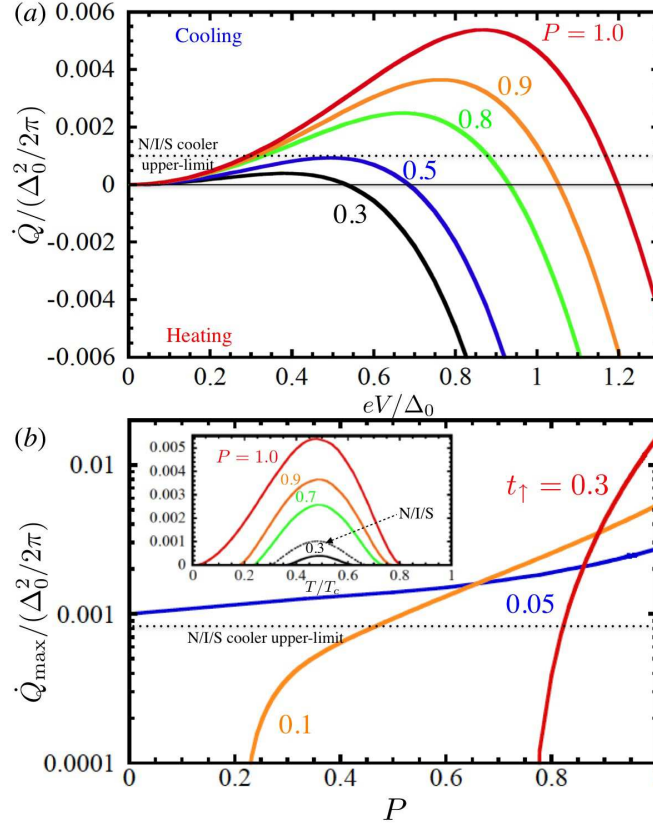 (a)
Cooling
P = 1.0
0.9
0.8
0.5
0.3
N/I/S cooler
upper-limit
Heating
0.006
0.004
0.002
0
-0.002
-0.004
-0.006
Q̇/(Δ₀²/2π)
0 0.2 0.4 0.6 0.8 1 1.2
eV/Δ₀
(b)
0.01
0.001
0.0001
Q̇max/(Δ₀²/2π)
0.005
0.004
0.003
0.002
0.001
0
P = 1.0
0.9
0.7
N/I/S
0.3
0 0.2 0.4 0.6 0.8 1
T/Tc
t↑ = 0.3
0.05
N/I/S cooler upper-limit
0.1
0 0.2 0.4 0.6 0.8
P